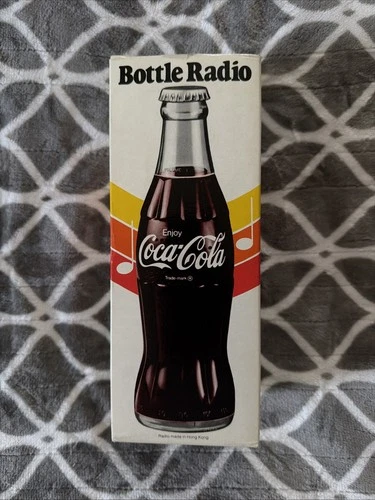 Bottle Radio
Enjoy
Coca-Cola
Trade-mark ®
Radio made in Hong Kong